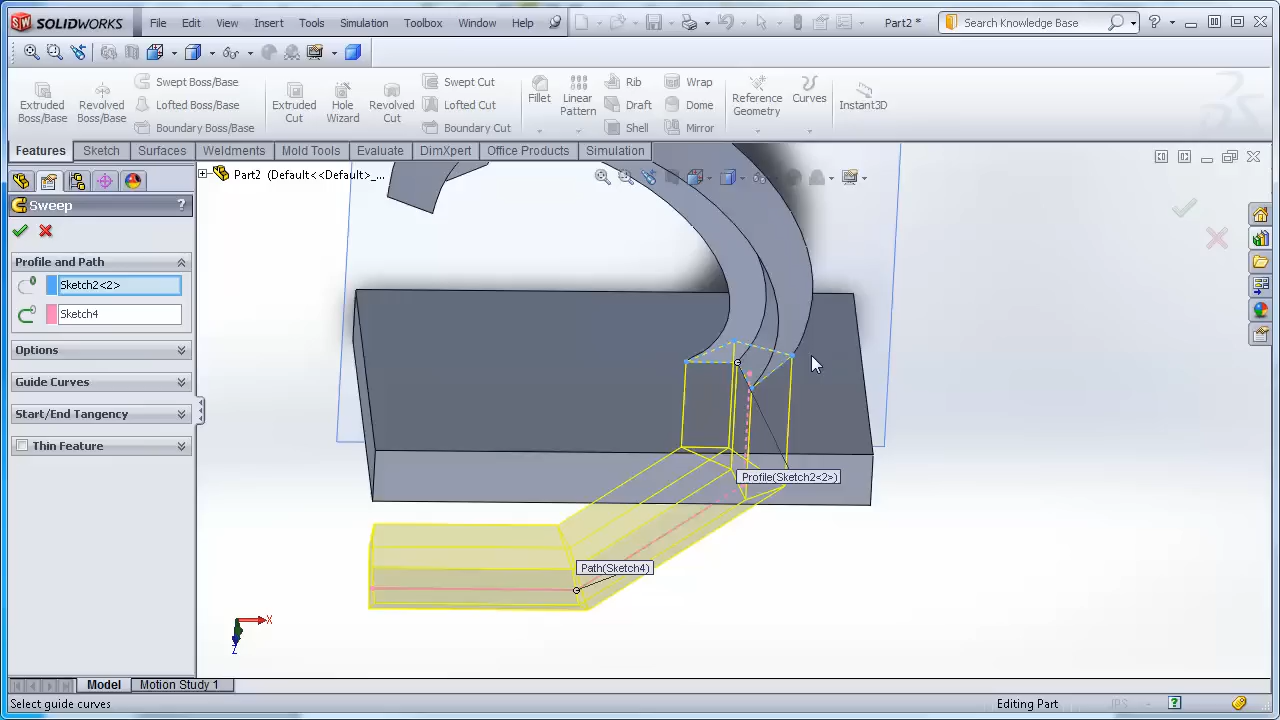 SOLIDWORKS File Edit View Insert Tools Simulation Toolbox Window Help Part2 * Search Knowledge Base ?
Extruded Boss/Base
Revolved Boss/Base
Swept Boss/Base
Lofted Boss/Base
Boundary Boss/Base
Extruded Cut
Hole Wizard
Revolved Cut
Swept Cut
Lofted Cut
Boundary Cut
Fillet
Linear Pattern
Rib
Draft
Shell
Wrap
Dome
Mirror
Reference Geometry
Curves
Instant3D
Features Sketch Surfaces Weldments Mold Tools Evaluate DimXpert Office Products Simulation
Part2 (Default<<Default>_...
Sweep ?
Profile and Path
Sketch2<2>
Sketch4
Options
Guide Curves
Start/End Tangency
Thin Feature
Profile(Sketch2<2>)
Path(Sketch4)
X
Z
Model Motion Study 1
Select guide curves Editing Part IPS ?